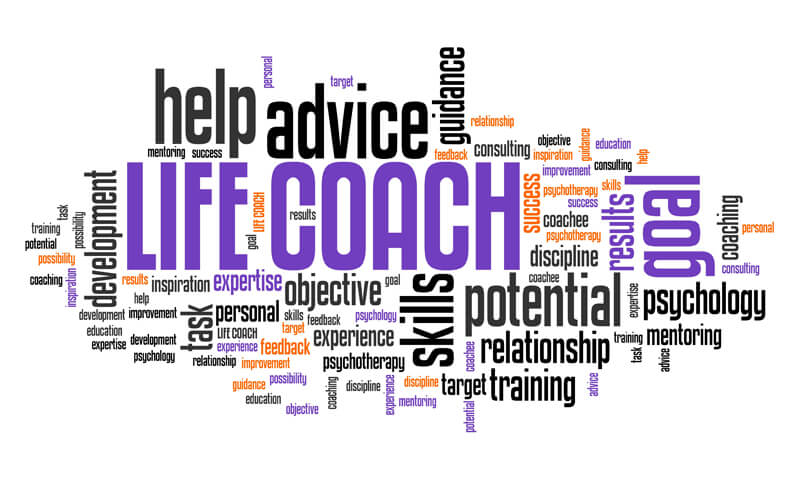 personal
target
guidance
help
advice
relationship
mentoring
success
feedback
consulting
objective
inspiration
guidance
education
help
improvement
consulting
LIFE COACH
development
task
training
possibility
potential
possibility
coaching
inspiration
LIFE COACH
goal
results
success
psychotherapy
skills
success
coachee
psychotherapy
results
goal
coaching
personal
consulting
discipline
coachee
results
inspiration
expertise
objective
goal
skills
potential
expertise
psychology
help
development
improvement
task
personal
skills
feedback
psychology
target
education
LIFE COACH
experience
expertise
development
experience
feedback
psychology
relationship
improvement
psychotherapy
coachee
relationship
training
task
mentoring
advice
guidance
possibility
coaching
discipline
experience
discipline
target
training
advice
education
objective
mentoring
potential